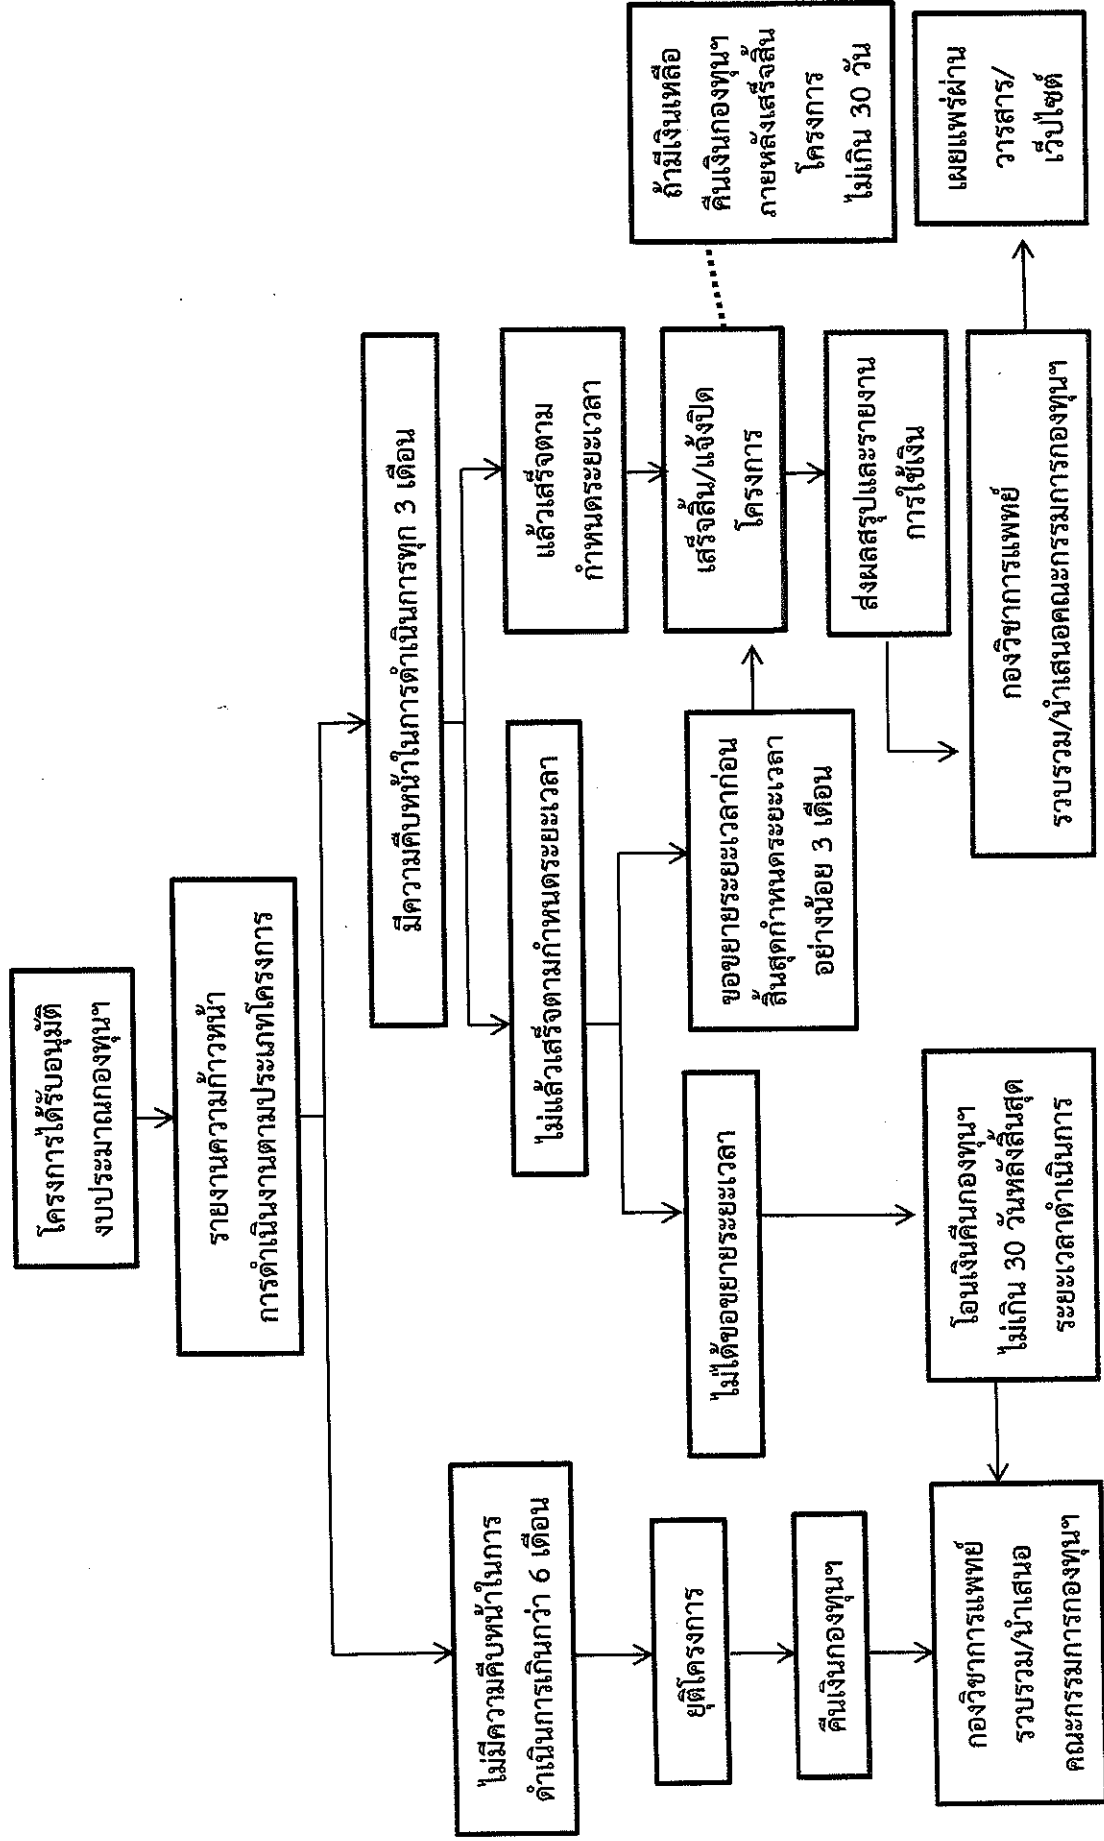 โครงการได้รับอนุมัติ
งบประมาณกองทุนฯ
รายงานความก้าวหน้า
การดำเนินงานตามประเภทโครงการ
ไม่มีความคืบหน้าในการ
ดำเนินการเกินกว่า 6 เดือน
มีความคืบหน้าในการดำเนินการทุก 3 เดือน
ไม่แล้วเสร็จตามกำหนดระยะเวลา
แล้วเสร็จตาม
กำหนดระยะเวลา
ยุติโครงการ
ไม่ได้ขอขยายระยะเวลา
ขอขยายระยะเวลาก่อน
สิ้นสุดกำหนดระยะเวลา
อย่างน้อย 3 เดือน
เสร็จสิ้น/แจ้งปิด
โครงการ
ถ้ามีเงินเหลือ
คืนเงินกองทุนฯ
ภายหลังเสร็จสิ้น
โครงการ
ไม่เกิน 30 วัน
คืนเงินกองทุนฯ
ส่งผลสรุปและรายงาน
การใช้เงิน
กองวิชาการแพทย์
รวบรวม/นำเสนอ
คณะกรรมการกองทุนฯ
โอนเงินคืนกองทุนฯ
ไม่เกิน 30 วันหลังสิ้นสุด
ระยะเวลาดำเนินการ
กองวิชาการแพทย์
รวบรวม/นำเสนอคณะกรรมการกองทุนฯ
เผยแพร่ผ่าน
วารสาร/
เว็ปไซต์